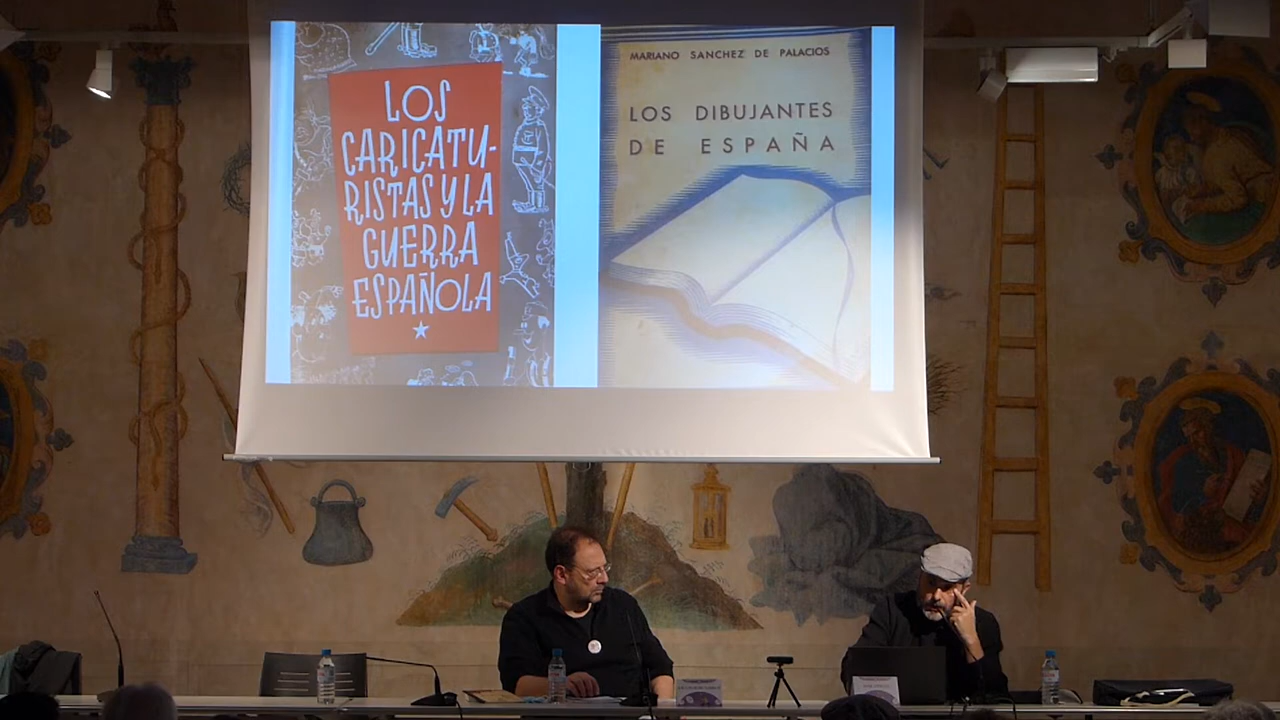 LOS
CARICATU-
RISTAS Y LA
GUERRA
ESPAÑOLA
MARIANO SANCHEZ DE PALACIOS
LOS DIBUJANTES
DE ESPAÑA